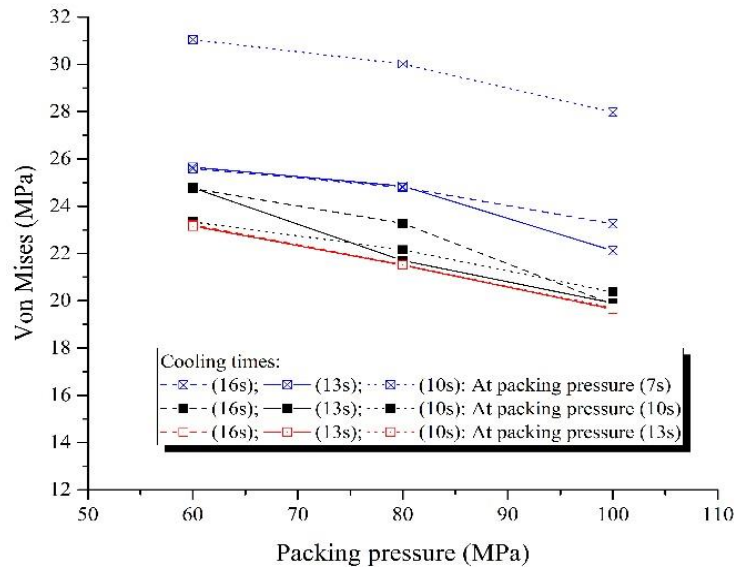 32
30
28
26
24
22
20
18
16
14
12
Von Mises (MPa)
Cooling times:
(16s); (13s); (10s): At packing pressure (7s)
(16s); (13s); (10s): At packing pressure (10s)
(16s); (13s); (10s): At packing pressure (13s)
50 60 70 80 90 100 110
Packing pressure (MPa)